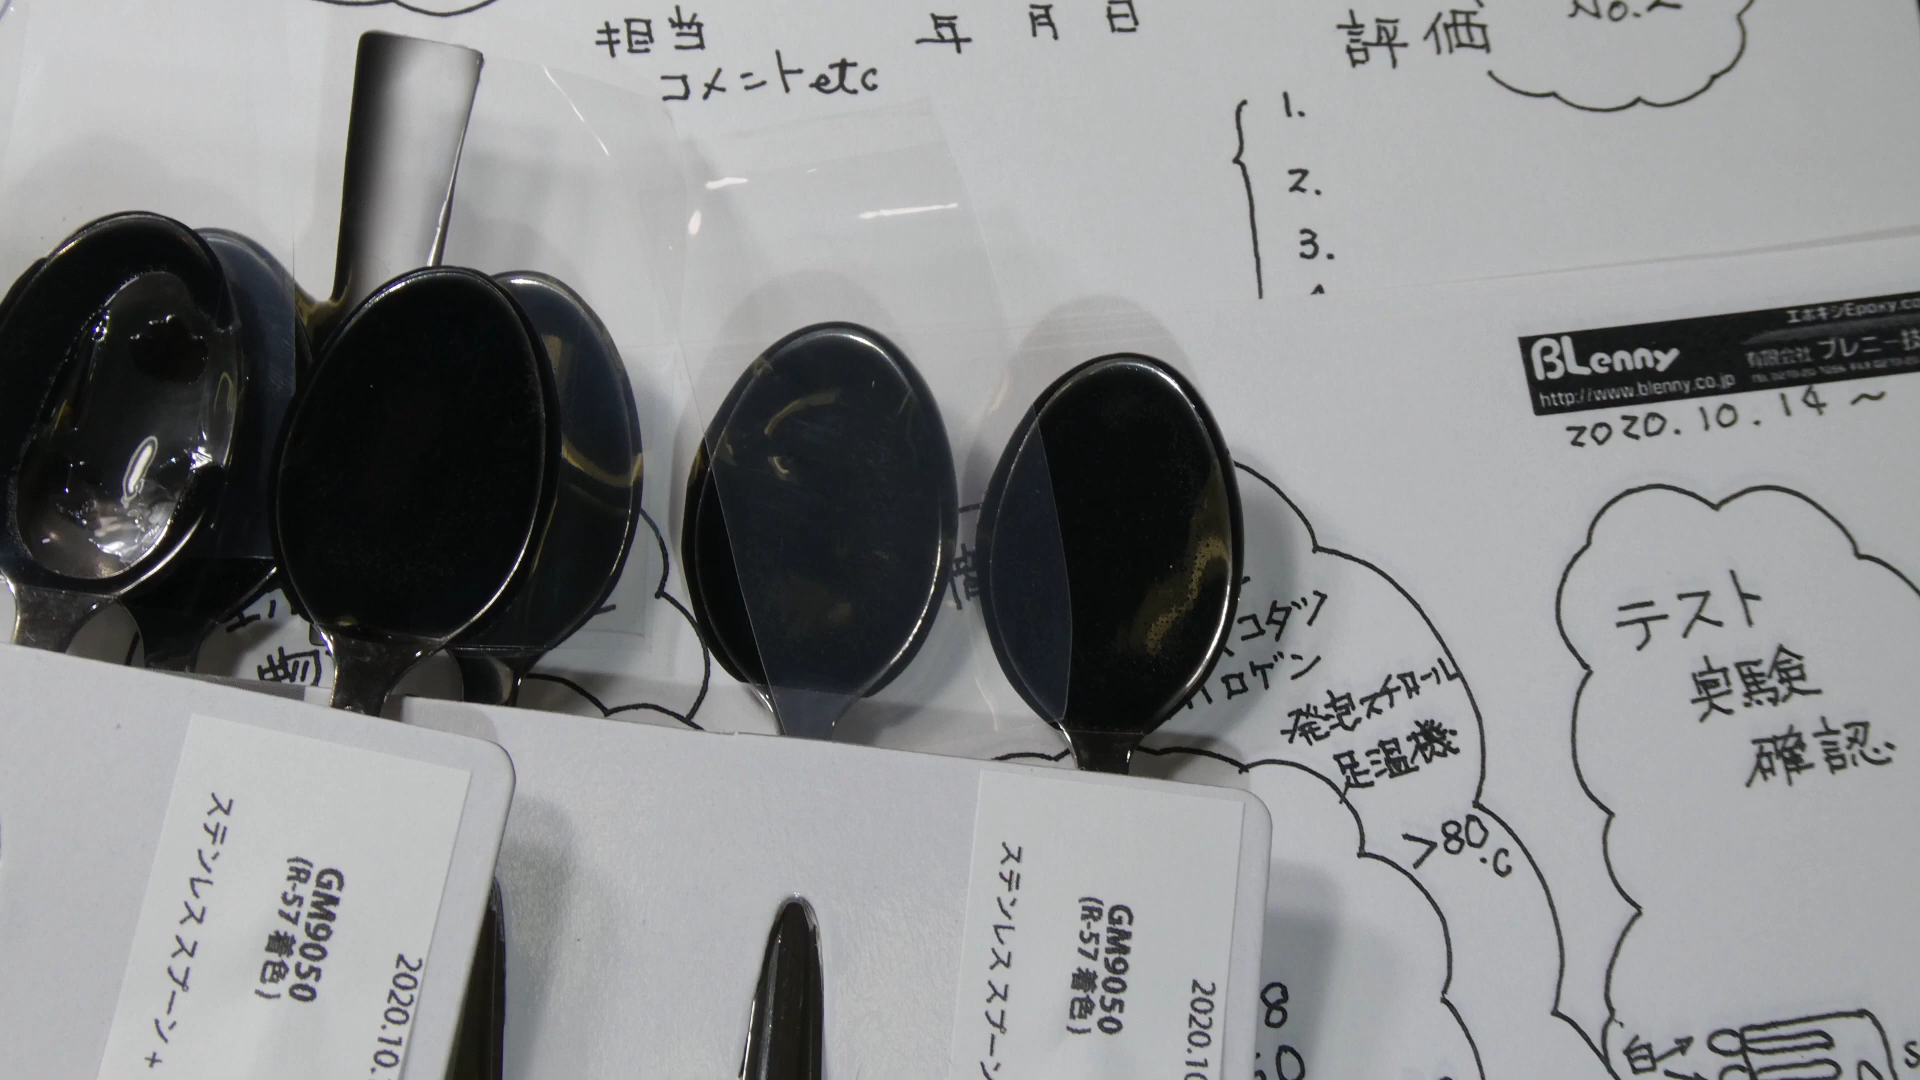 担当 年 月 日
コメントetc
評価
No.
1.
2.
3.
エポキシEpoxy.co
BLenny
有限会社 ブレニー技
http://www.blenny.co.jp
2020.10.14～
コタツ
ロゲン
発泡スチロール
足温機
>80.c
テスト
実験
確認
ステンレススプーン+
GM9050
(R-57 着色)
2020.10.
ステンレススプーン
GM9050
(R-57 着色)
2020.10